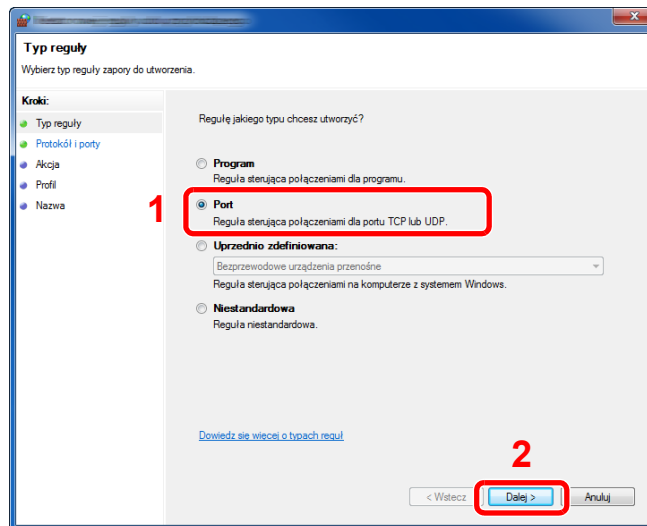 Typ reguły
Wybierz typ reguły zapory do utworzenia.
Kroki:
Typ reguły
Protokół i porty
Akcja
Profil
Nazwa
Regułę jakiego typu chcesz utworzyć?
Program
Reguła sterująca połączeniami dla programu.
1
Port
Reguła sterująca połączeniami dla portu TCP lub UDP.
Uprzednio zdefiniowana:
Bezprzewodowe urządzenia przenośne
Reguła sterująca połączeniami na komputerze z systemem Windows.
Niestandardowa
Reguła niestandardowa.
Dowiedz się więcej o typach reguł
2
< Wstecz
Dalej >
Anuluj